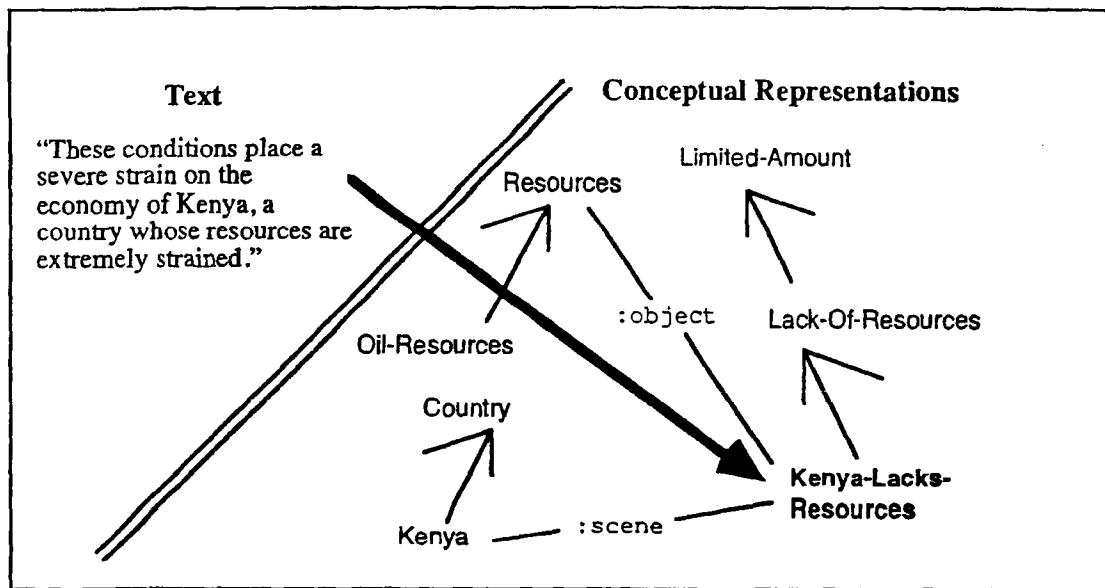 Text
"These conditions place a
severe strain on the
economy of Kenya, a
country whose resources are
extremely strained."
Conceptual Representations
Limited-Amount
Resources
:object
Lack-Of-Resources
Oil-Resources
Country
Kenya-Lacks-
Resources
Kenya
:scene